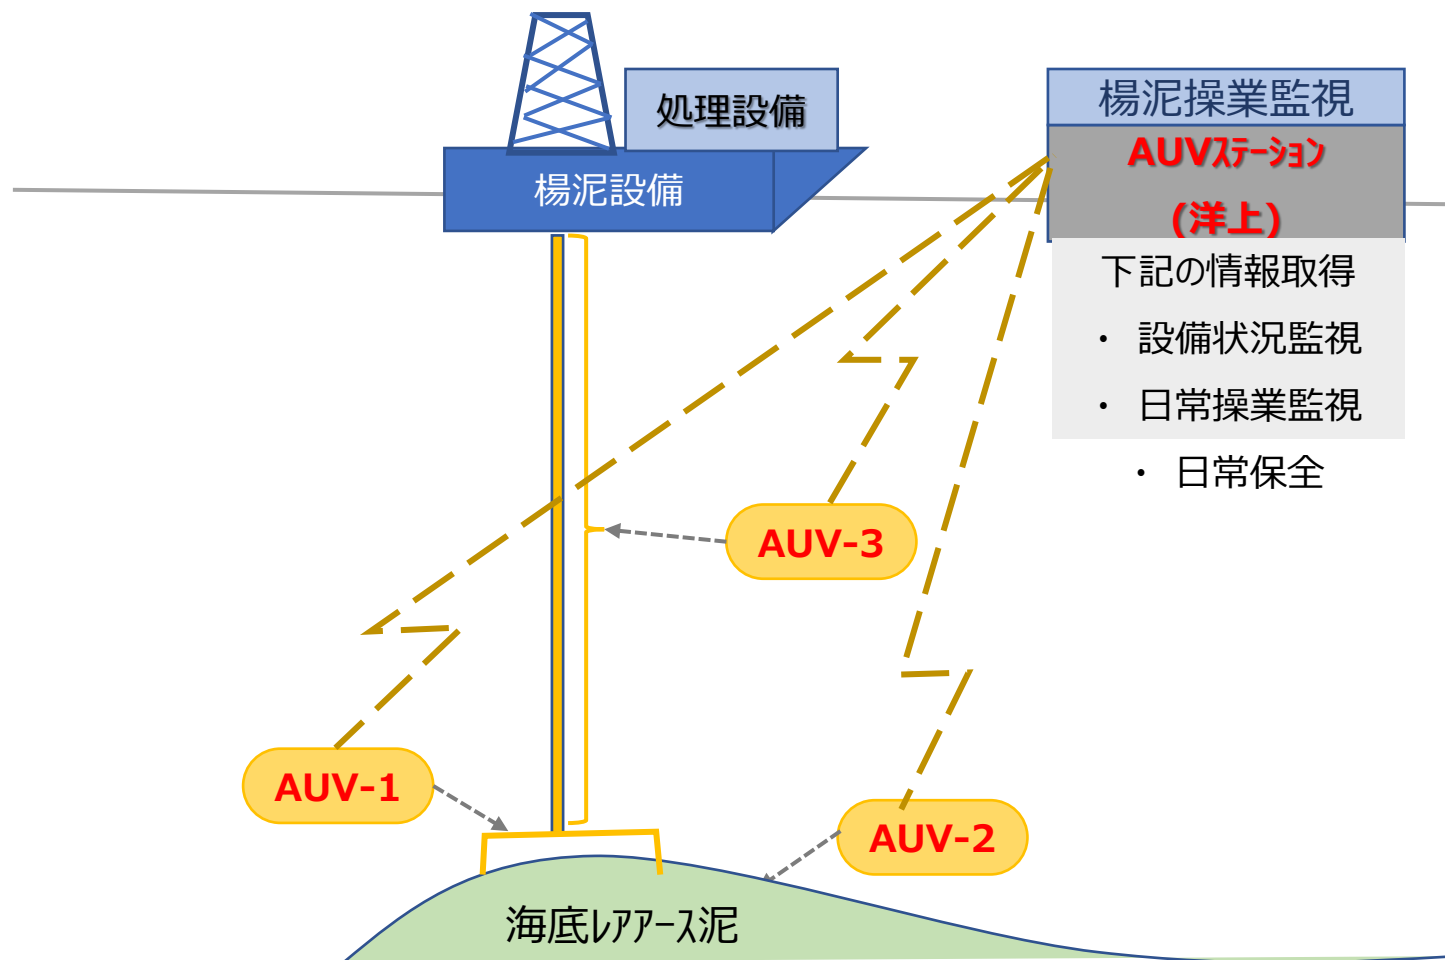 処理設備
楊泥設備
楊泥操業監視
AUVｽﾃｰｼｮﾝ
(洋上)
下記の情報取得
・ 設備状況監視
・ 日常操業監視
・ 日常保全
AUV-3
AUV-1
AUV-2
海底ﾚｱｱｰｽ泥